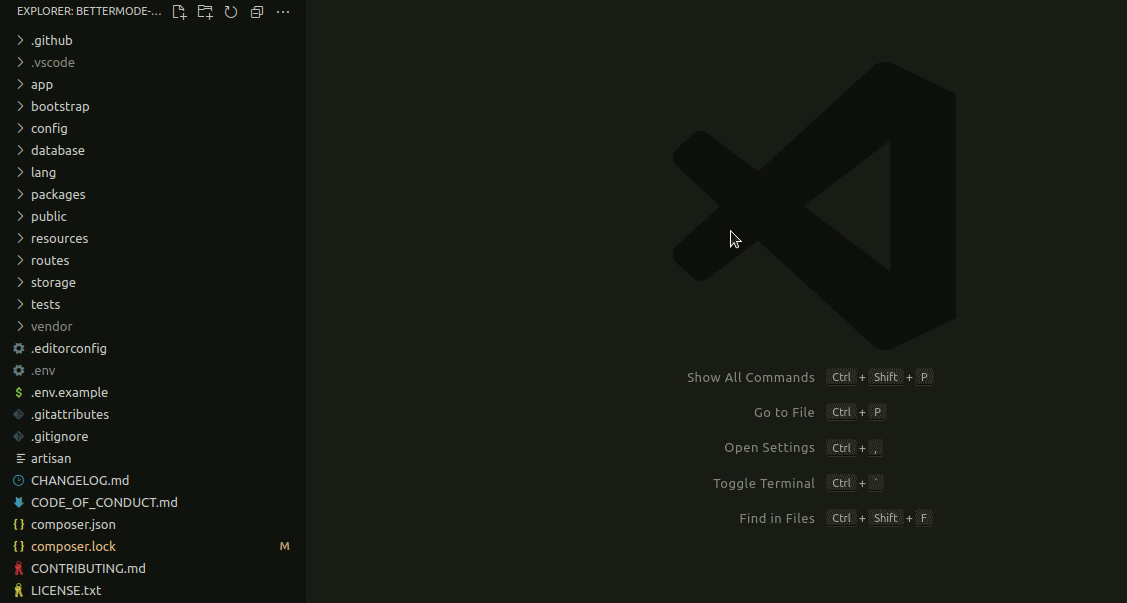 EXPLORER: BETTERMODE-...
.github
.vscode
app
bootstrap
config
database
lang
packages
public
resources
routes
storage
tests
vendor
.editorconfig
.env
.env.example
.gitattributes
.gitignore
artisan
CHANGELOG.md
CODE_OF_CONDUCT.md
composer.json
composer.lock M
CONTRIBUTING.md
LICENSE.txt
Show All Commands Ctrl + Shift + P
Go to File Ctrl + P
Open Settings Ctrl + ,
Toggle Terminal Ctrl + `
Find in Files Ctrl + Shift + F